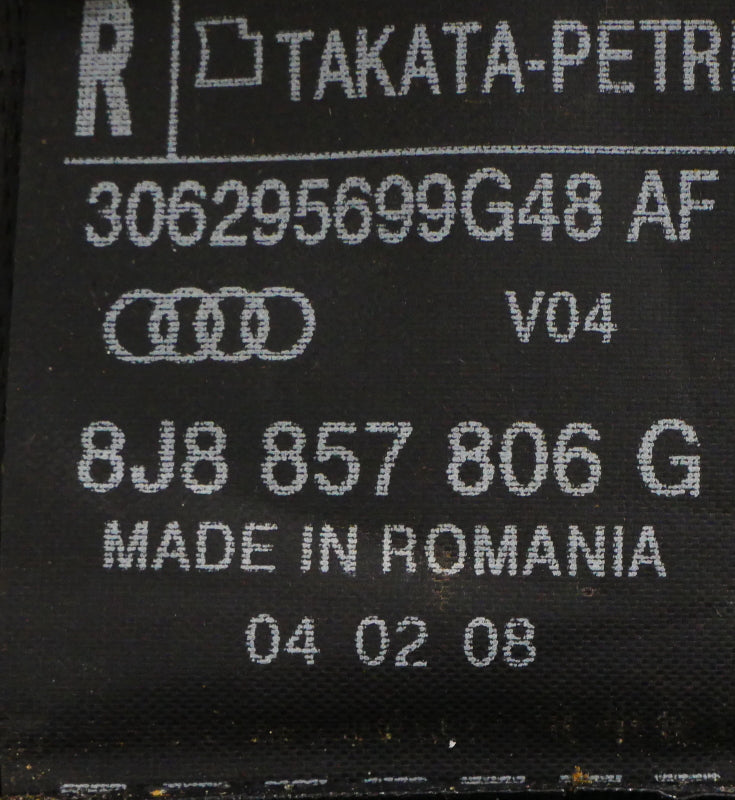 R TAKATA-PETRI
306295699G48 AF
V04
8J8 857 806 G
MADE IN ROMANIA
04 02 08